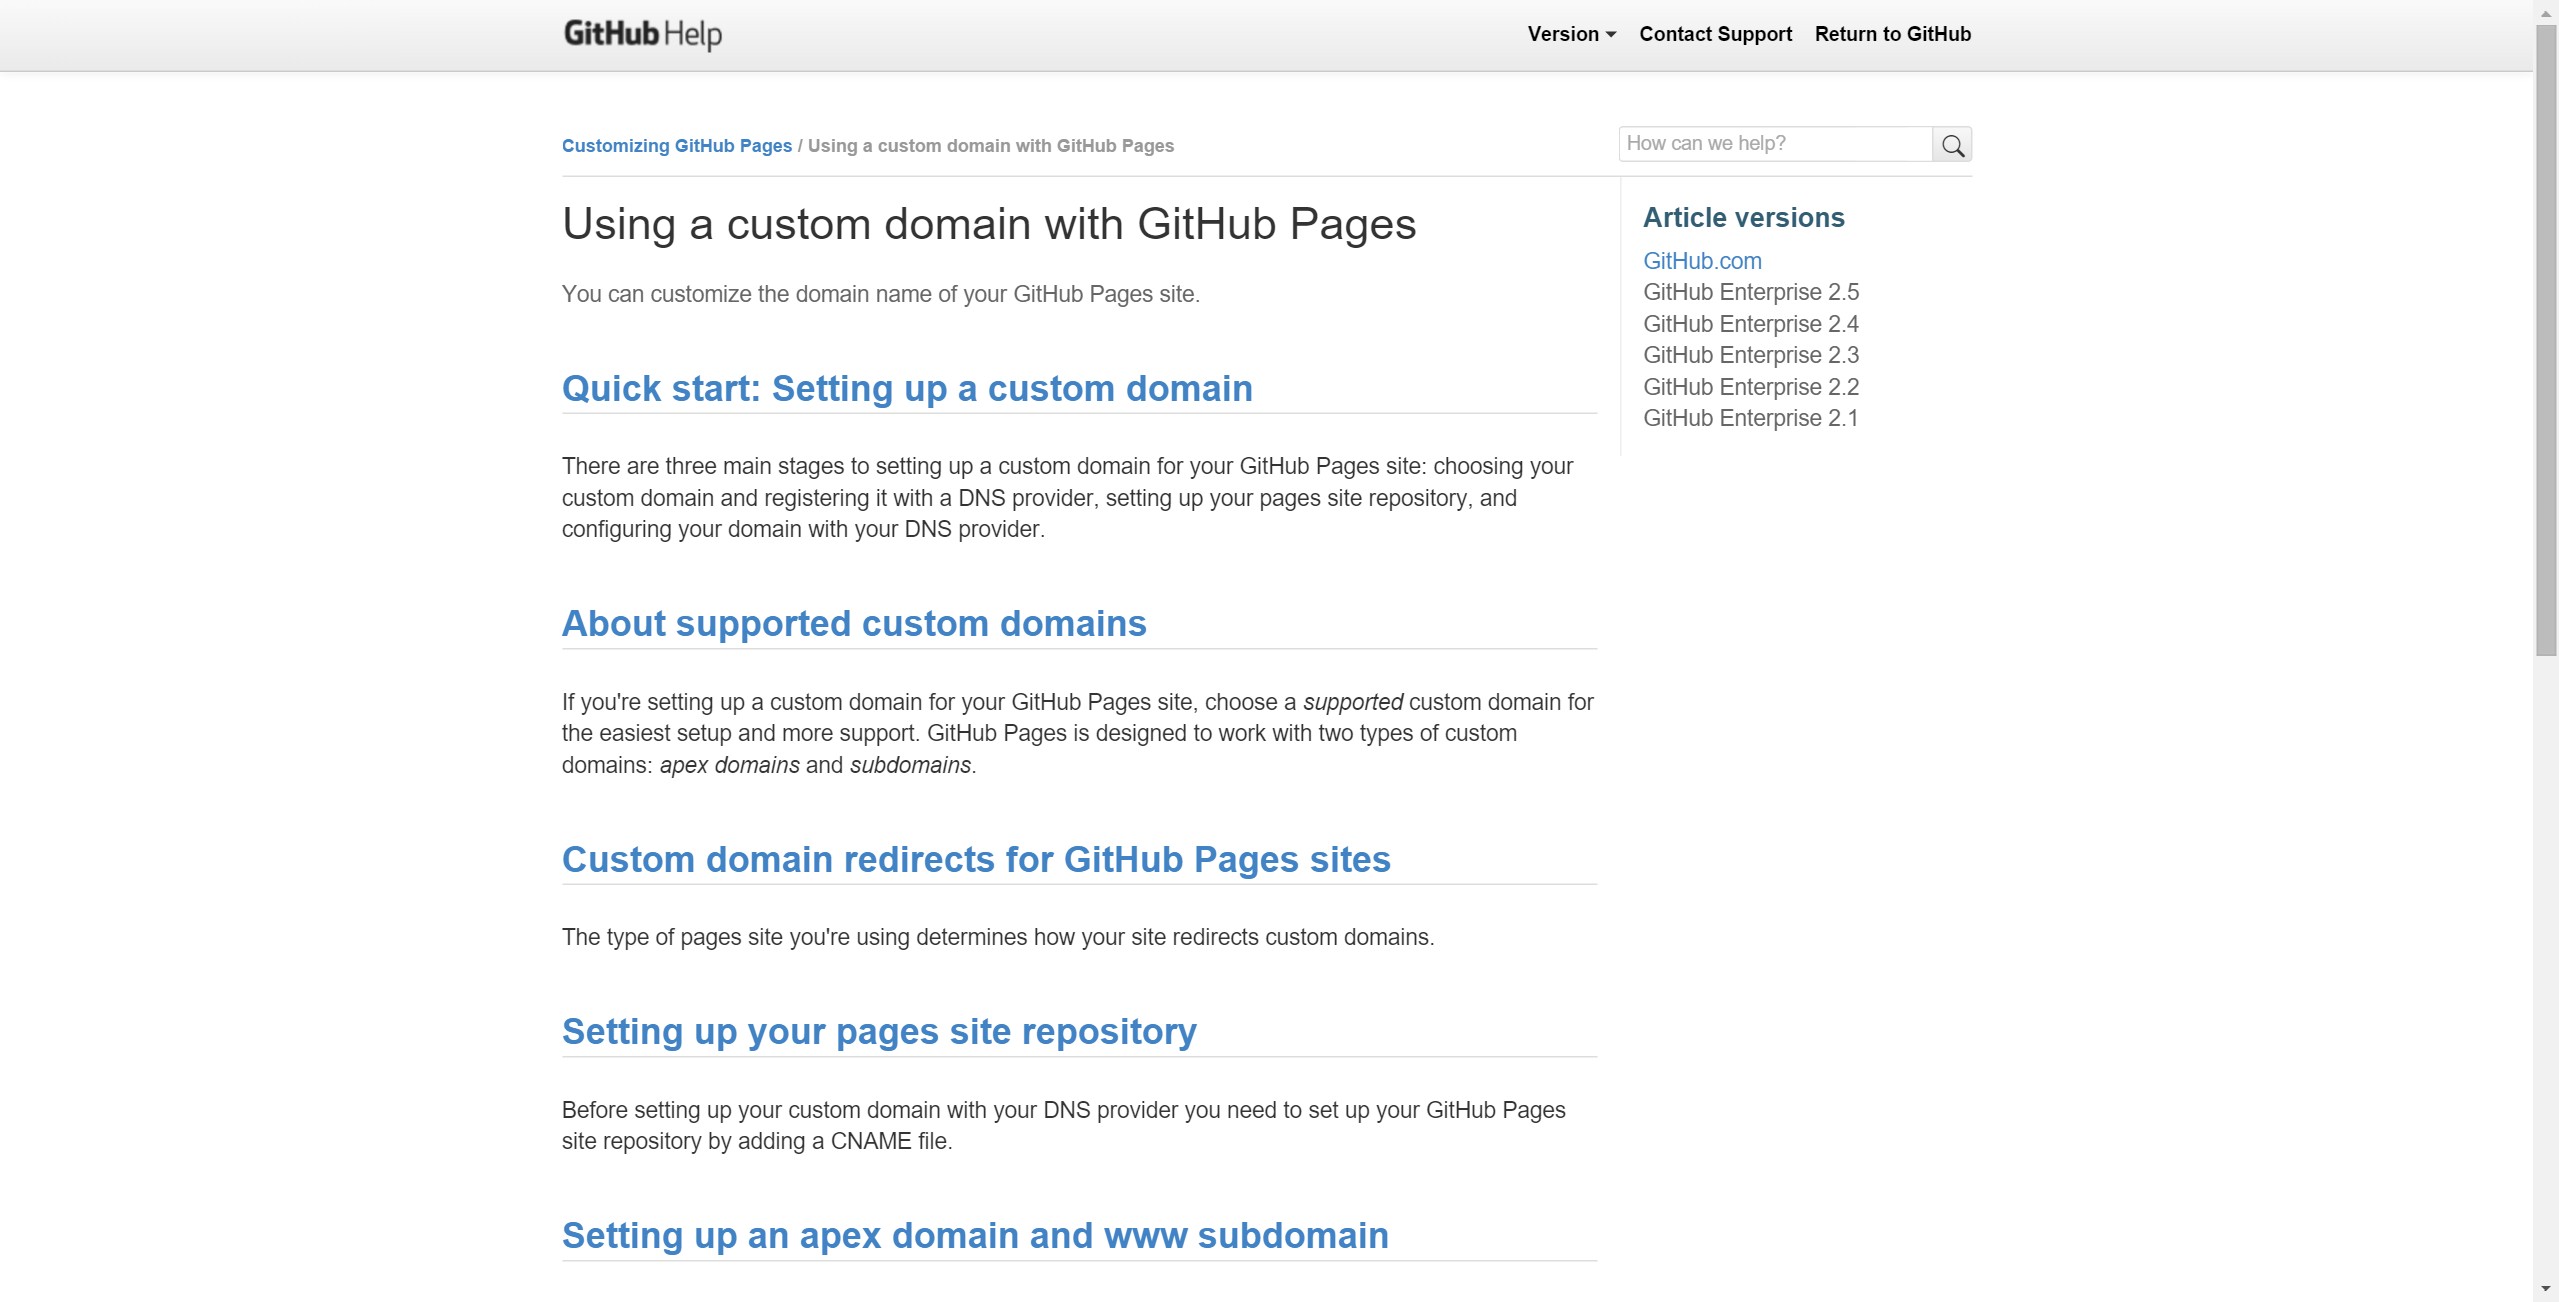 GitHub Help
Version
Contact Support
Return to GitHub
Customizing GitHub Pages / Using a custom domain with GitHub Pages
How can we help?
Using a custom domain with GitHub Pages
You can customize the domain name of your GitHub Pages site.
Quick start: Setting up a custom domain
There are three main stages to setting up a custom domain for your GitHub Pages site: choosing your
custom domain and registering it with a DNS provider, setting up your pages site repository, and
configuring your domain with your DNS provider.
About supported custom domains
If you're setting up a custom domain for your GitHub Pages site, choose a supported custom domain for
the easiest setup and more support. GitHub Pages is designed to work with two types of custom
domains: apex domains and subdomains.
Custom domain redirects for GitHub Pages sites
The type of pages site you're using determines how your site redirects custom domains.
Setting up your pages site repository
Before setting up your custom domain with your DNS provider you need to set up your GitHub Pages
site repository by adding a CNAME file.
Setting up an apex domain and www subdomain
Article versions
GitHub.com
GitHub Enterprise 2.5
GitHub Enterprise 2.4
GitHub Enterprise 2.3
GitHub Enterprise 2.2
GitHub Enterprise 2.1